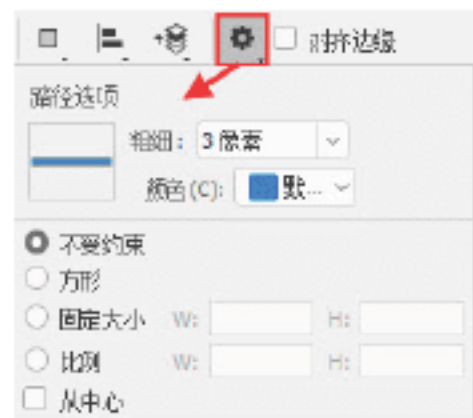 对齐边缘
路径选项
粗细: 3 像素
颜色(C): 默...
不受约束
方形
固定大小 W: H:
比例 W: H:
从中心